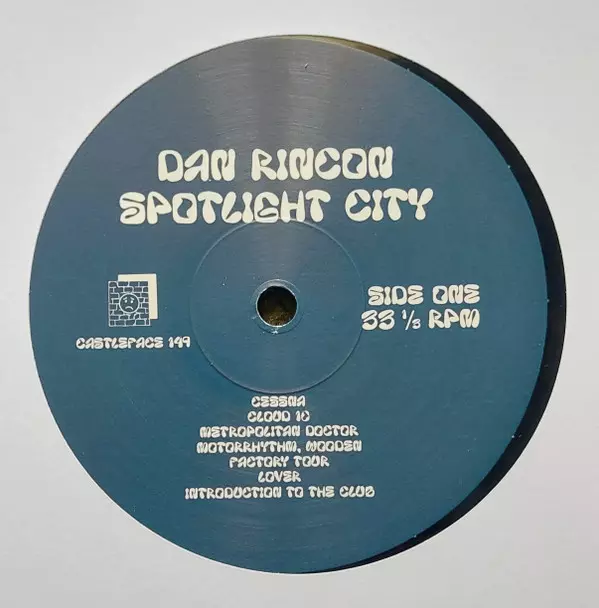 DAN RINCON
SPOTLIGHT CITY
SIDE ONE
33 ⅓ RPM
CASTLEFACE 149
CESSNA
CLOUD 10
METROPOLITAN DOCTOR
MOTORRHYTHM, WOODEN
FACTORY TOUR
LOVER
INTRODUCTION TO THE CLUB